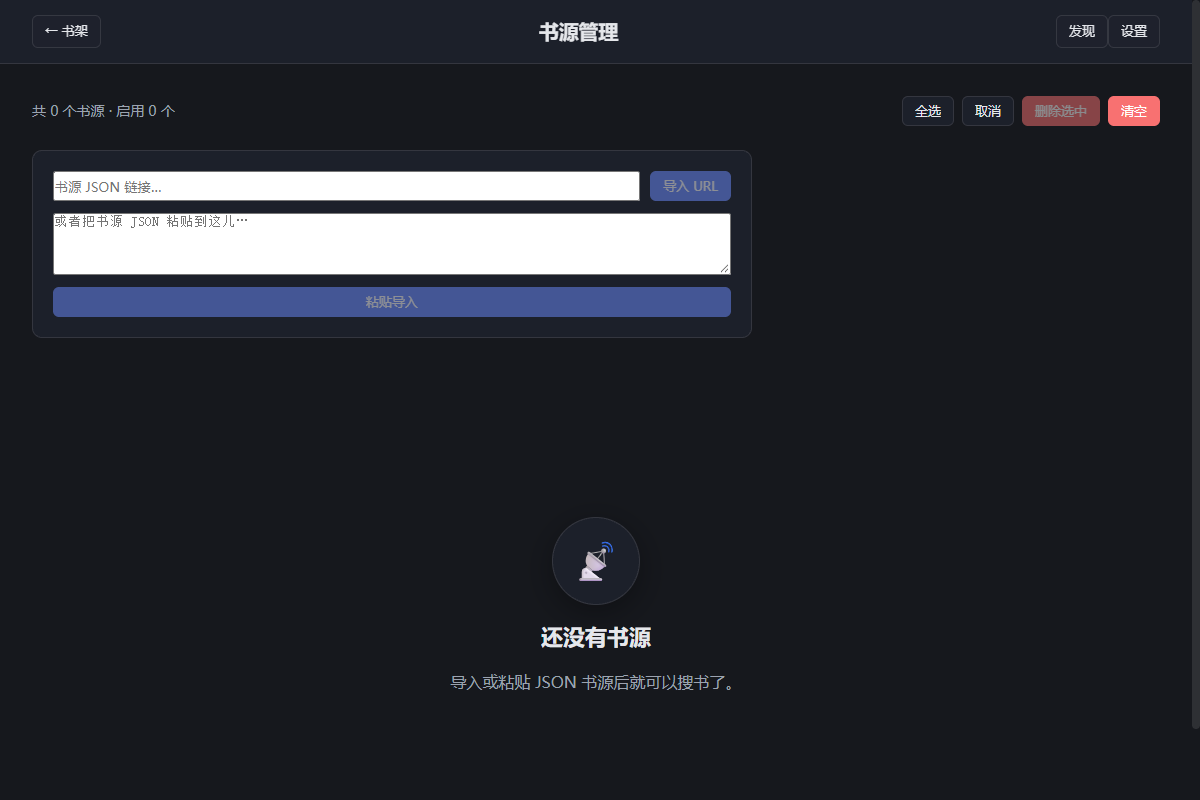 ← 书架
书源管理
发现
设置
共 0 个书源 · 启用 0 个
全选
取消
删除选中
清空
书源 JSON 链接...
导入 URL
或者把书源 JSON 粘贴到这儿…
粘贴导入
还没有书源
导入或粘贴 JSON 书源后就可以搜书了。